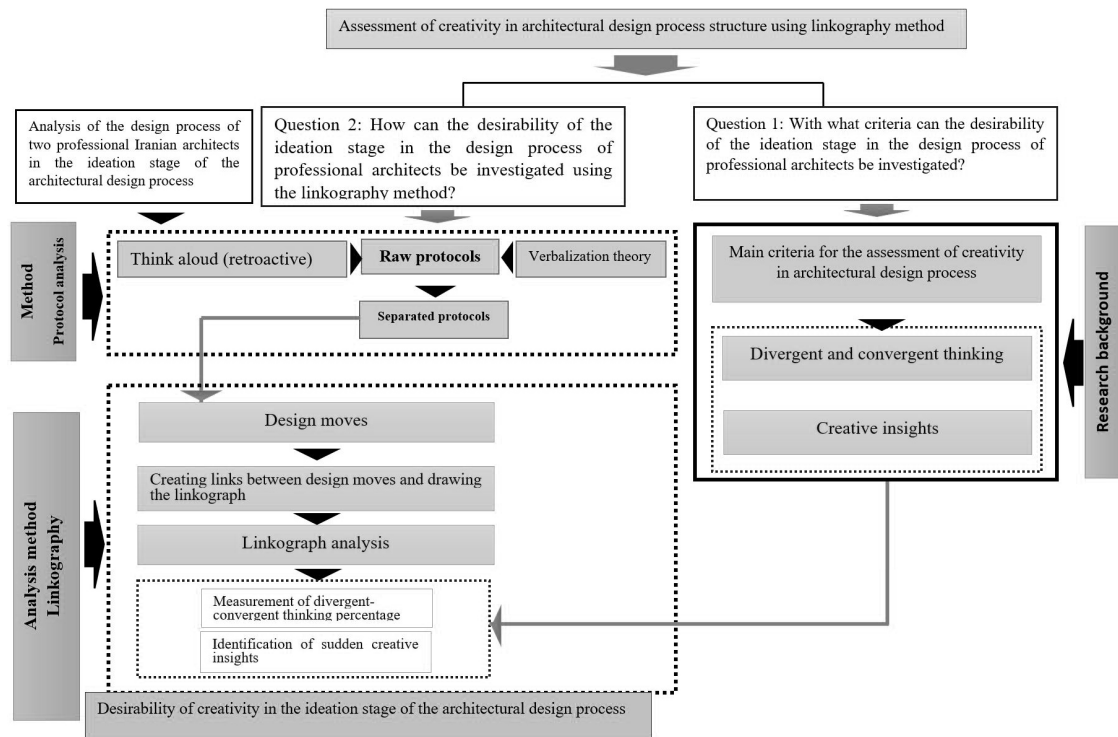 Assessment of creativity in architectural design process structure using linkography method
Analysis of the design process of
two professional Iranian architects
in the ideation stage of the
architectural design process
Question 2: How can the desirability of the
ideation stage in the design process of
professional architects be investigated using
the linkography method?
Question 1: With what criteria can the desirability
of the ideation stage in the design process of
professional architects be investigated?
Method
Protocol analysis
Think aloud (retroactive)
Raw protocols
Verbalization theory
Separated protocols
Main criteria for the assessment of creativity
in architectural design process
Divergent and convergent thinking
Creative insights
Research background
Analysis method
Linkography
Design moves
Creating links between design moves and drawing
the linkograph
Linkograph analysis
Measurement of divergent-
convergent thinking percentage
Identification of sudden creative
insights
Desirability of creativity in the ideation stage of the architectural design process